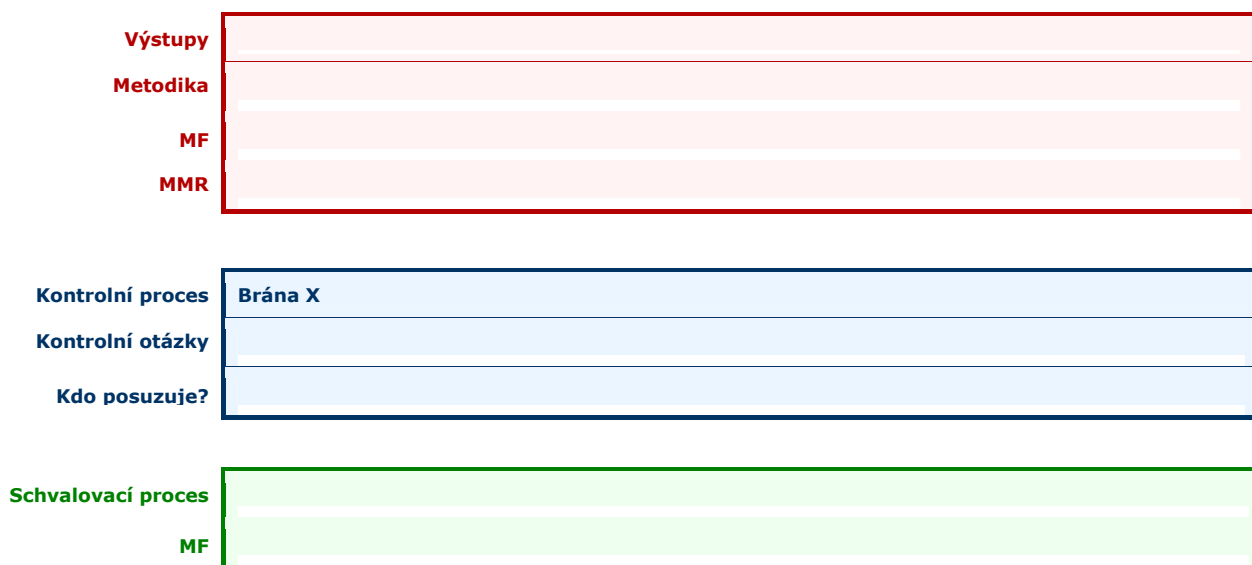 Výstupy
Metodika
MF
MMR
Kontrolní proces Brána X
Kontrolní otázky
Kdo posuzuje?
Schvalovací proces
MF